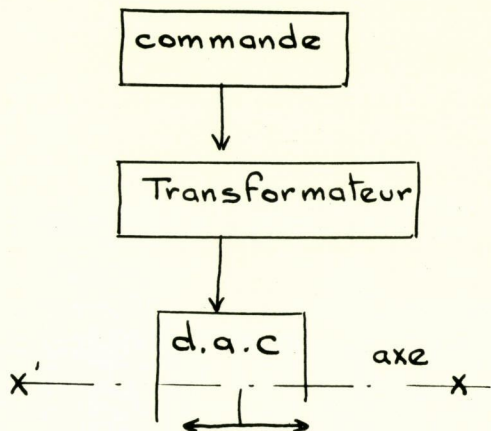 commande
Transformateur
d.a.c
axe
x'
x